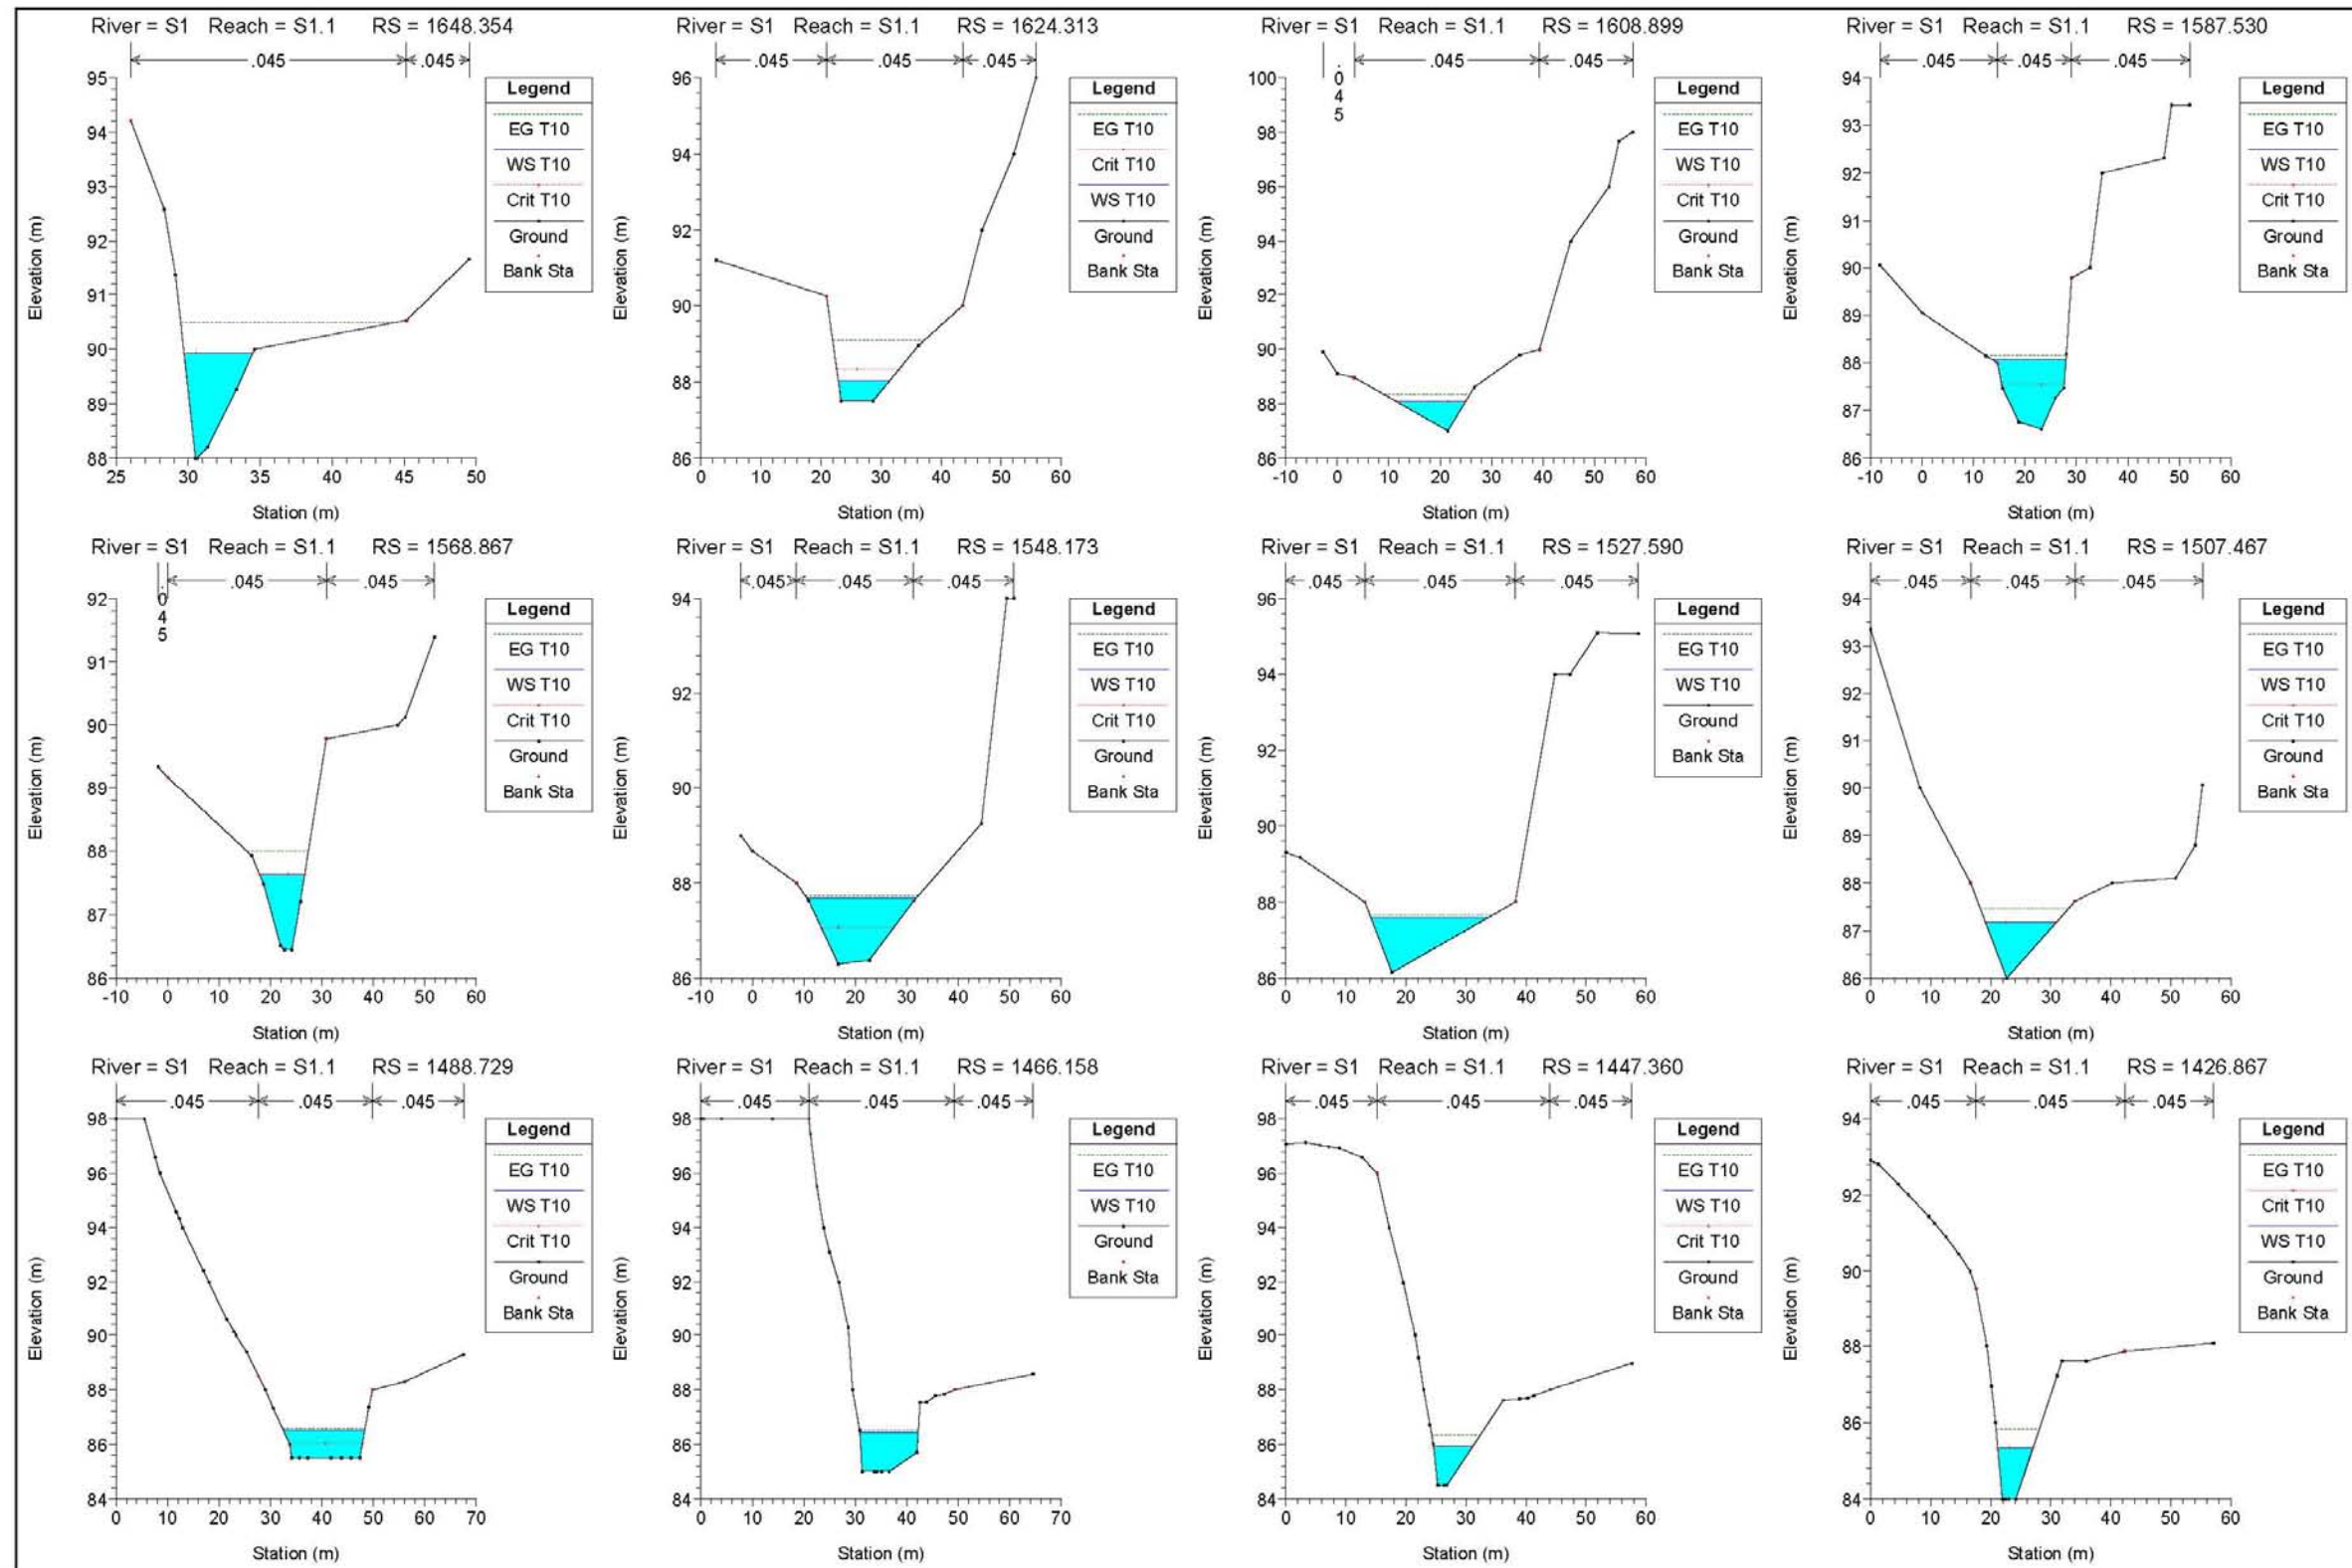 River = S1 Reach = S1.1 RS = 1648.354
.045 .045
Elevation (m)
95
94
93
92
91
90
89
88
25 30 35 40 45 50
Station (m)
Legend
EG T10
WS T10
Crit T10
Ground
Bank Sta
River = S1 Reach = S1.1 RS = 1624.313
.045 .045 .045
Elevation (m)
96
94
92
90
88
86
0 10 20 30 40 50 60
Station (m)
Legend
EG T10
Crit T10
WS T10
Ground
Bank Sta
River = S1 Reach = S1.1 RS = 1608.899
.045 .045 .045
Elevation (m)
100
98
96
94
92
90
88
86
-10 0 10 20 30 40 50 60
Station (m)
Legend
EG T10
WS T10
Crit T10
Ground
Bank Sta
River = S1 Reach = S1.1 RS = 1587.530
.045 .045 .045
Elevation (m)
94
93
92
91
90
89
88
87
86
-10 0 10 20 30 40 50 60
Station (m)
Legend
EG T10
WS T10
Crit T10
Ground
Bank Sta
River = S1 Reach = S1.1 RS = 1568.867
.045 .045 .045
Elevation (m)
92
91
90
89
88
87
86
-10 0 10 20 30 40 50 60
Station (m)
Legend
EG T10
WS T10
Crit T10
Ground
Bank Sta
River = S1 Reach = S1.1 RS = 1548.173
.045 .045 .045
Elevation (m)
94
92
90
88
86
-10 0 10 20 30 40 50 60
Station (m)
Legend
EG T10
WS T10
Crit T10
Ground
Bank Sta
River = S1 Reach = S1.1 RS = 1527.590
.045 .045 .045
Elevation (m)
96
94
92
90
88
86
0 10 20 30 40 50 60
Station (m)
Legend
EG T10
WS T10
Ground
Bank Sta
River = S1 Reach = S1.1 RS = 1507.467
.045 .045 .045
Elevation (m)
94
93
92
91
90
89
88
87
86
0 10 20 30 40 50 60
Station (m)
Legend
EG T10
WS T10
Crit T10
Ground
Bank Sta
River = S1 Reach = S1.1 RS = 1488.729
.045 .045 .045
Elevation (m)
98
96
94
92
90
88
86
84
0 10 20 30 40 50 60 70
Station (m)
Legend
EG T10
WS T10
Crit T10
Ground
Bank Sta
River = S1 Reach = S1.1 RS = 1466.158
.045 .045 .045
Elevation (m)
98
96
94
92
90
88
86
84
0 10 20 30 40 50 60 70
Station (m)
Legend
EG T10
WS T10
Ground
Bank Sta
River = S1 Reach = S1.1 RS = 1447.360
.045 .045 .045
Elevation (m)
98
96
94
92
90
88
86
84
0 10 20 30 40 50 60
Station (m)
Legend
EG T10
WS T10
Crit T10
Ground
Bank Sta
River = S1 Reach = S1.1 RS = 1426.867
.045 .045 .045
Elevation (m)
94
92
90
88
86
84
0 10 20 30 40 50 60
Station (m)
Legend
EG T10
Crit T10
WS T10
Ground
Bank Sta